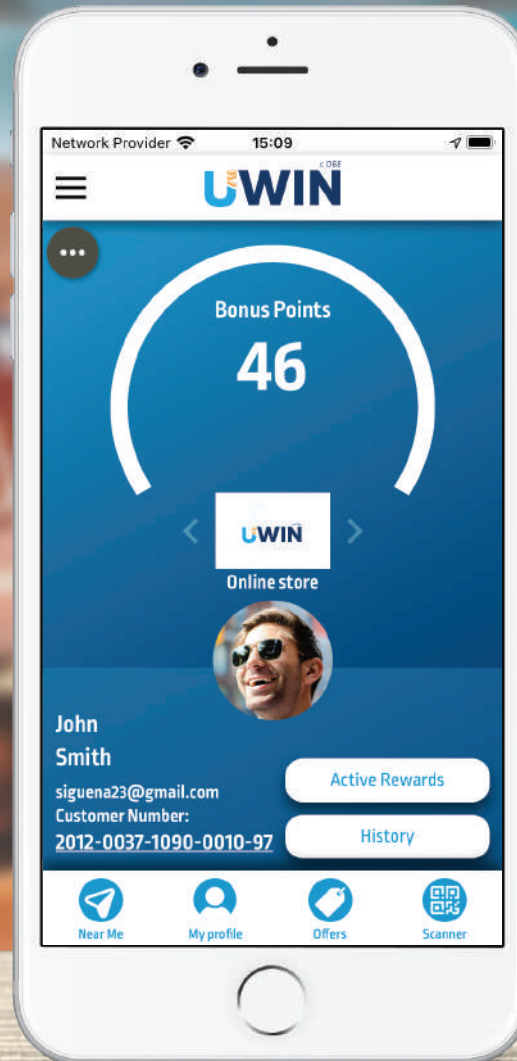 Network Provider 15:09
UWIN
Bonus Points
46
UWIN
Online store
John
Smith
siguena23@gmail.com
Customer Number:
2012-0037-1090-0010-97
Active Rewards
History
Near Me My profile Offers Scanner